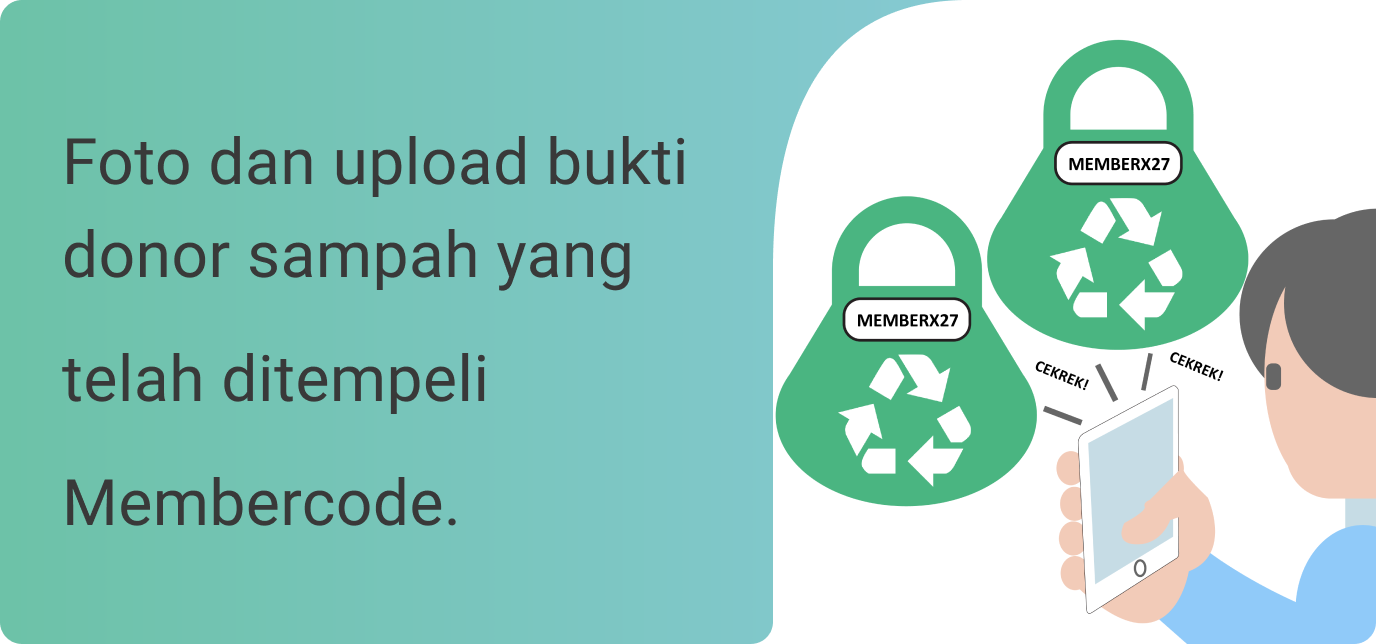 Foto dan upload bukti
donor sampah yang
telah ditempeli
Membercode.
MEMBERX27
MEMBERX27
CEKREK!
CEKREK!